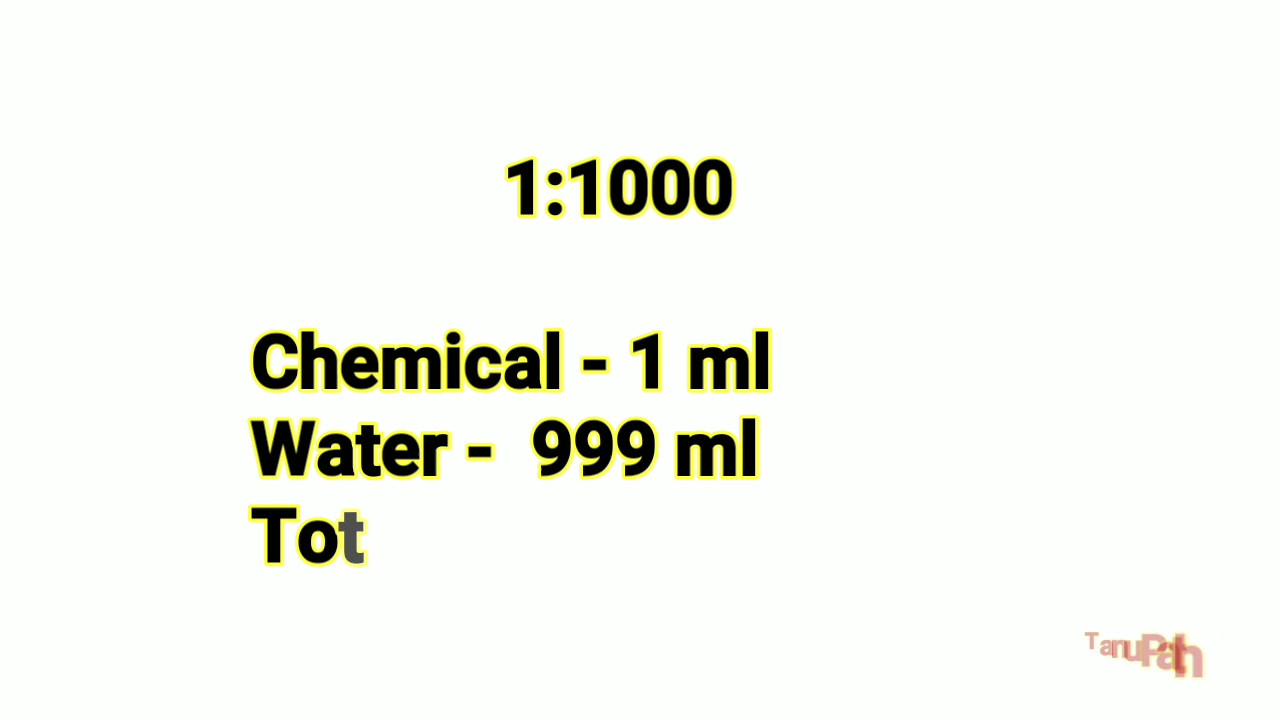 1:1000
Chemical - 1 ml
Water - 999 ml
Tot